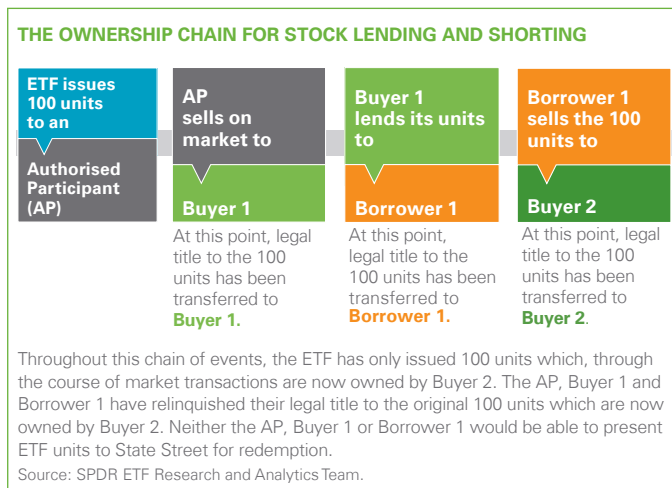 THE OWNERSHIP CHAIN FOR STOCK LENDING AND SHORTING
ETF issues
100 units
to an
Authorised
Participant
(AP)
AP
sells on
market to
Buyer 1
At this point, legal
title to the 100
units has been
transferred to
Buyer 1.
Buyer 1
lends its units
to
Borrower 1
At this point,
legal title to the
100 units has been
transferred to
Borrower 1.
Borrower 1
sells the 100
units to
Buyer 2
At this point, legal
title to the 100
units has been
transferred to
Buyer 2.
Throughout this chain of events, the ETF has only issued 100 units which, through
the course of market transactions are now owned by Buyer 2. The AP, Buyer 1 and
Borrower 1 have relinquished their legal title to the original 100 units which are now
owned by Buyer 2. Neither the AP, Buyer 1 or Borrower 1 would be able to present
ETF units to State Street for redemption.
Source: SPDR ETF Research and Analytics Team.